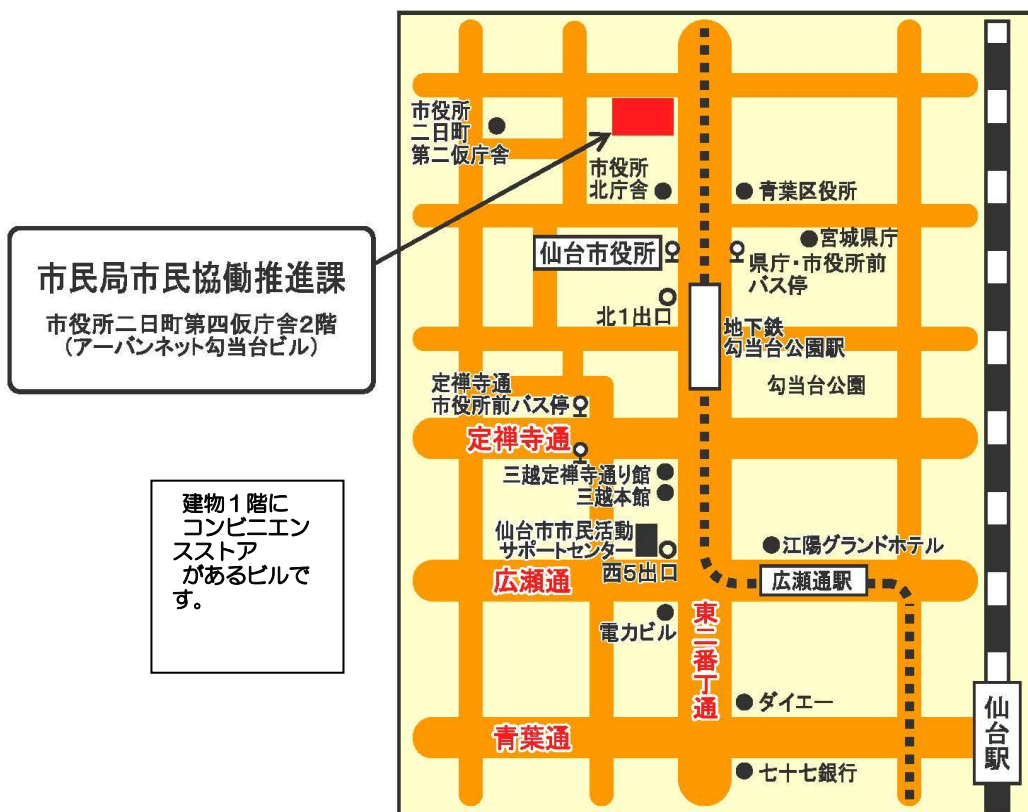 市役所
二日町
第二仮庁舎
市役所
北庁舎
青葉区役所
宮城県庁
仙台市役所
県庁・市役所前
バス停
市民局市民協働推進課
市役所二日町第四仮庁舎2階
(アーバンネット勾当台ビル)
北1出口
地下鉄
勾当台公園駅
勾当台公園
定禅寺通
市役所前バス停
定禅寺通
三越定禅寺通り館
三越本館
建物１階に
コンビニエン
スストア
があるビルで
す。
仙台市市民活動
サポートセンター
西5出口
江陽グランドホテル
広瀬通
広瀬通駅
電力ビル
東二番丁通
ダイエー
仙台駅
青葉通
七十七銀行